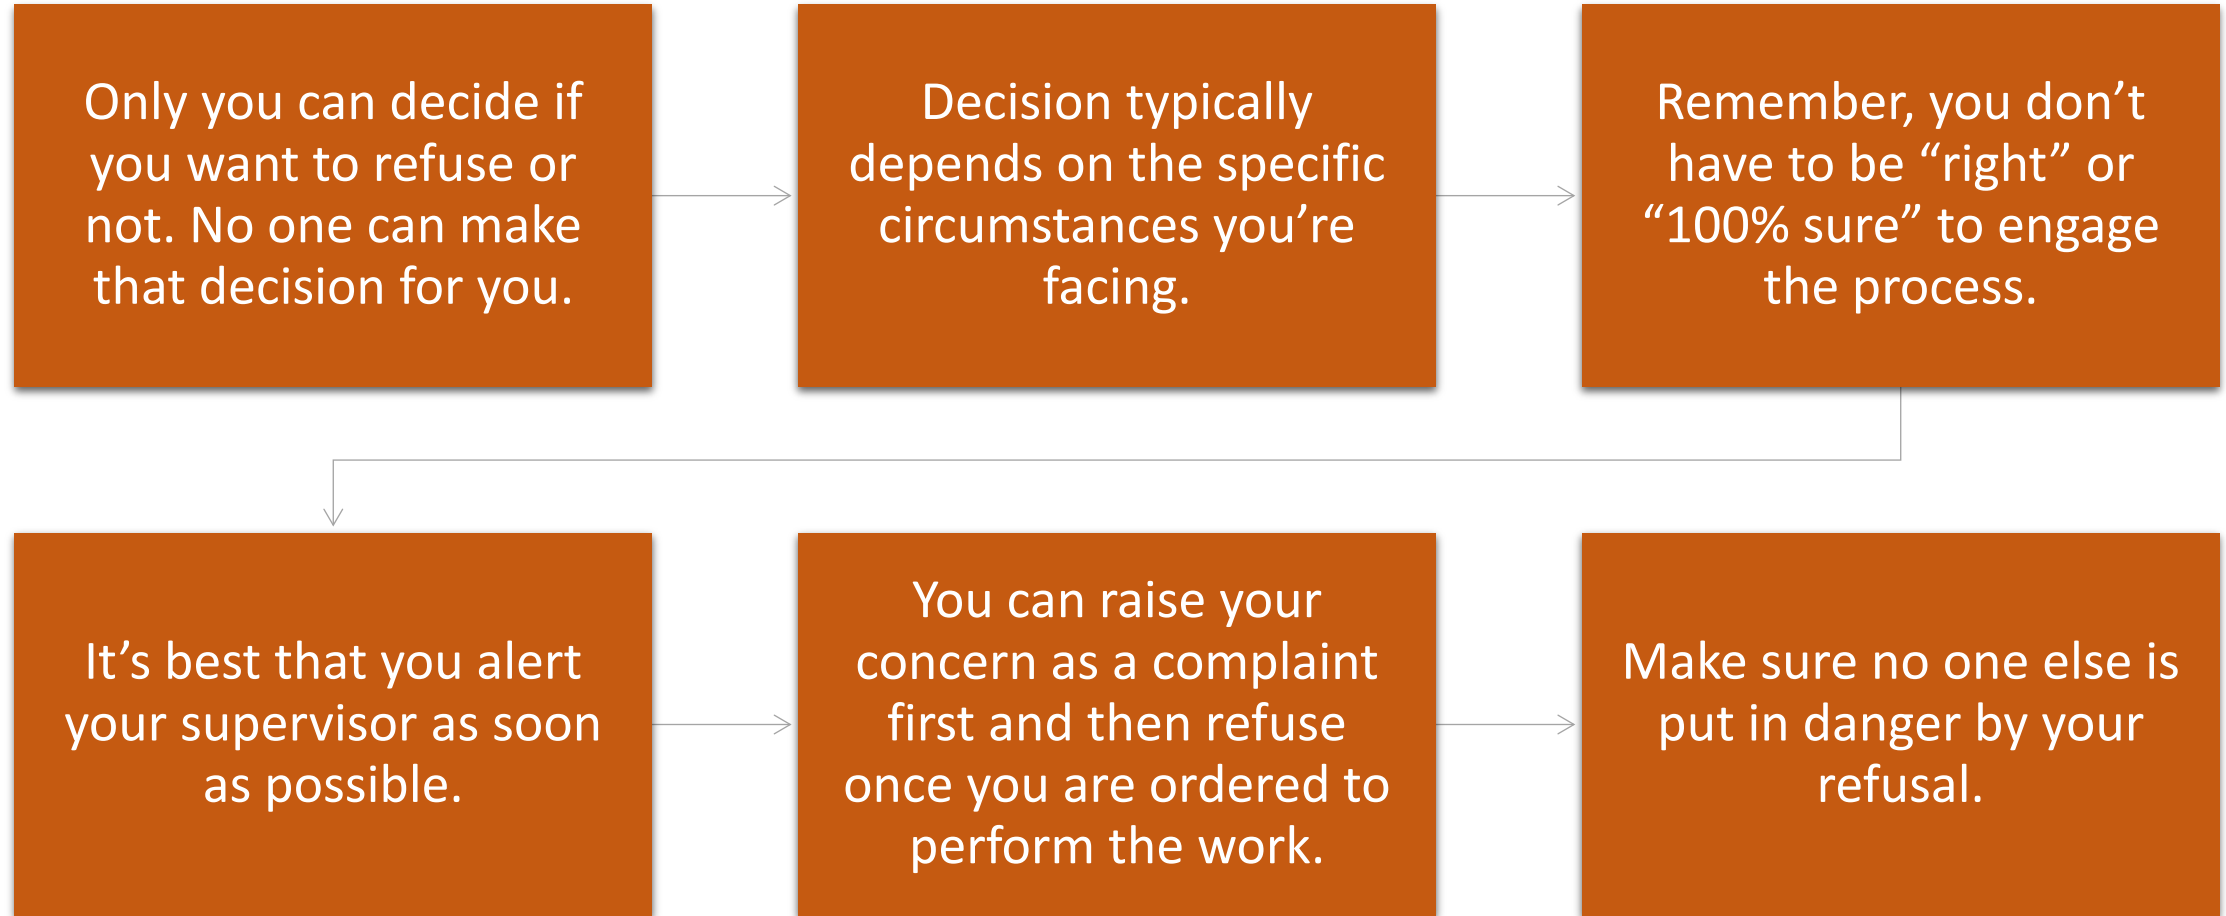 Only you can decide if
you want to refuse or
not. No one can make
that decision for you.
Decision typically
depends on the specific
circumstances you’re
facing.
Remember, you don’t
have to be “right” or
“100% sure” to engage
the process.
It’s best that you alert
your supervisor as soon
as possible.
You can raise your
concern as a complaint
first and then refuse
once you are ordered to
perform the work.
Make sure no one else is
put in danger by your
refusal.